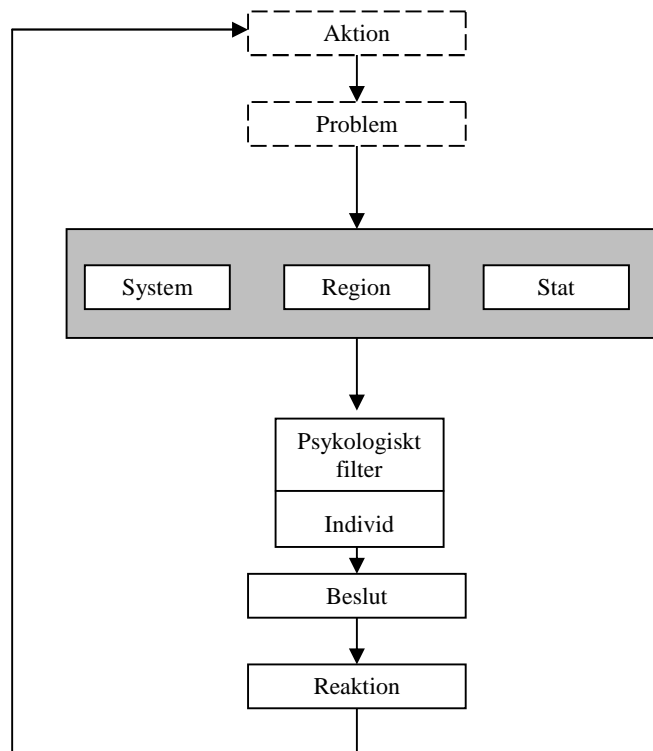 Aktion
Problem
System
Region
Stat
Psykologiskt
filter
Individ
Beslut
Reaktion